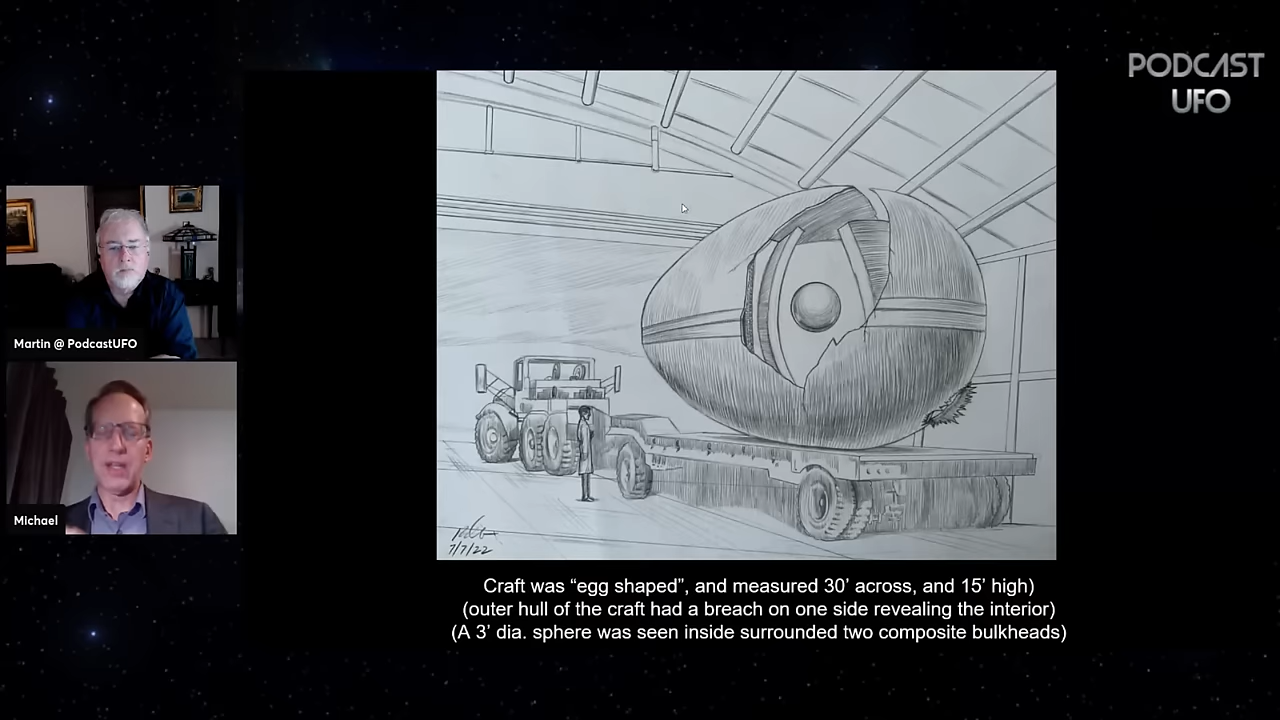 PODCAST
UFO
Martin @ PodcastUFO
Michael
7/7/22
Craft was “egg shaped”, and measured 30’ across, and 15’ high)
(outer hull of the craft had a breach on one side revealing the interior)
(A 3’ dia. sphere was seen inside surrounded two composite bulkheads)